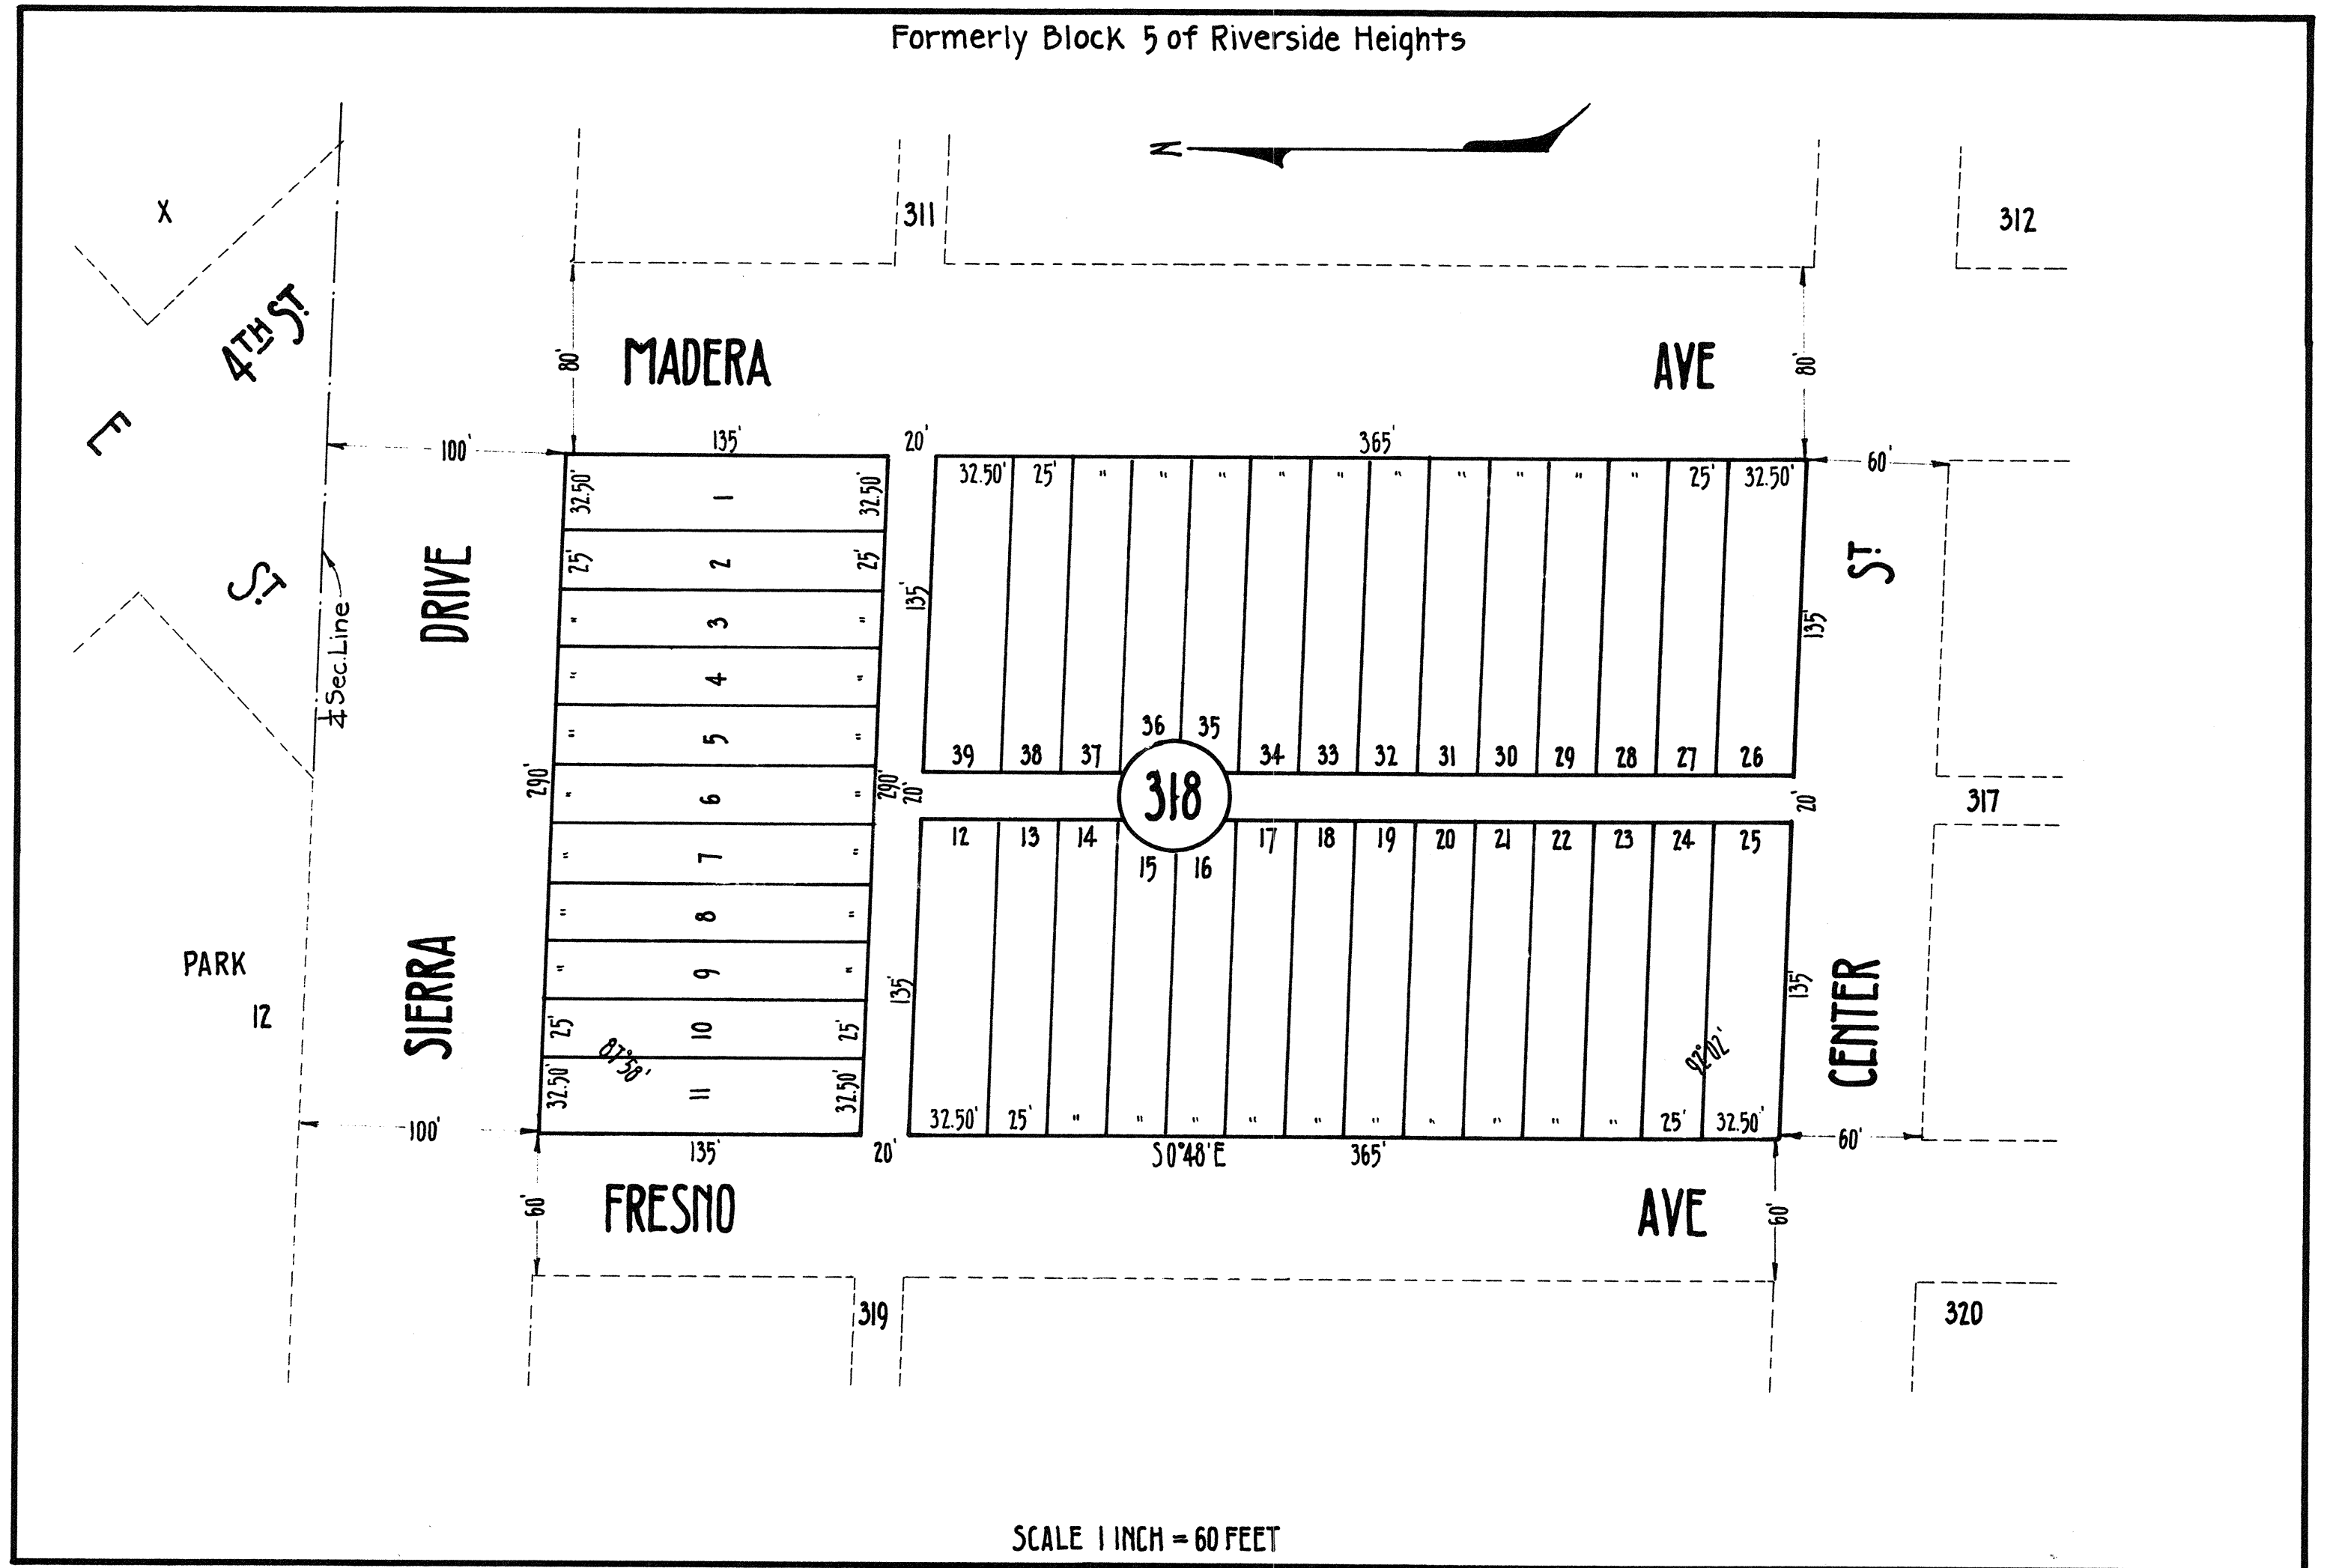 Formerly Block 5 of Riverside Heights
N
X
311
312
4TH ST.
E
ST.
¼ Sec. Line
80'
MADERA
AVE
80'
100'
135'
20'
365'
60'
32.50' 1 32.50'
25' 2 25'
" 3 "
" 4 "
" 5 "
" 6 "
" 7 "
" 8 "
" 9 "
25' 10 25'
32.50' 11 32.50'
87°58'
290'
290'
32.50' 25' " " " " " " " " " " 25' 32.50'
135'
135'
36 35
39 38 37 34 33 32 31 30 29 28 27 26
20'
318
20'
317
12 13 14 17 18 19 20 21 22 23 24 25
15 16
135'
135'
92°02'
32.50' 25' " " " " " " " " " " 25' 32.50'
DRIVE
SIERRA
ST.
CENTER
PARK
12
100'
135'
20'
S0°48'E
365'
60'
60'
FRESNO
AVE
60'
319
320
SCALE 1 INCH = 60 FEET